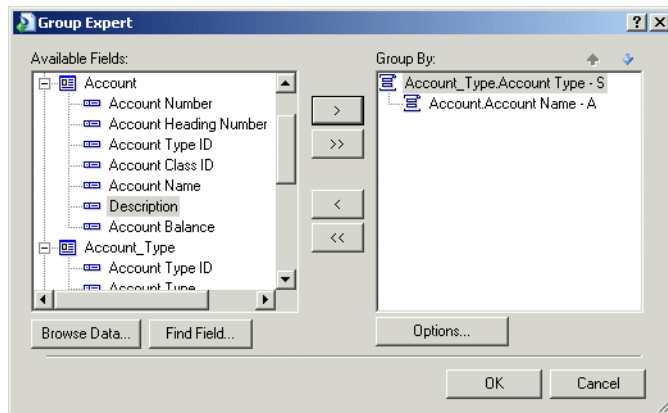 Group Expert
Available Fields:
Account
Account Number
Account Heading Number
Account Type ID
Account Class ID
Account Name
Description
Account Balance
Account_Type
Account Type ID
Account Type
>
>>
<
<<
Group By:
Account_Type.Account Type - S
Account.Account Name - A
Browse Data...
Find Field...
Options...
OK
Cancel